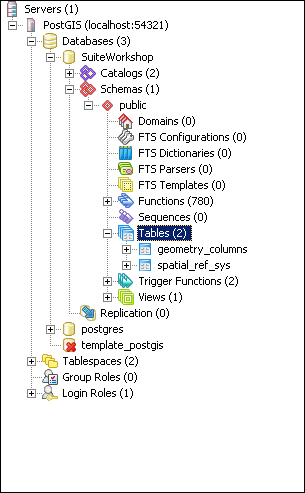 Servers (1)
PostGIS (localhost:54321)
Databases (3)
SuiteWorkshop
Catalogs (2)
Schemas (1)
public
Domains (0)
FTS Configurations (0)
FTS Dictionaries (0)
FTS Parsers (0)
FTS Templates (0)
Functions (780)
Sequences (0)
Tables (2)
geometry_columns
spatial_ref_sys
Trigger Functions (2)
Views (1)
Replication (0)
postgres
template_postgis
Tablespaces (2)
Group Roles (0)
Login Roles (1)